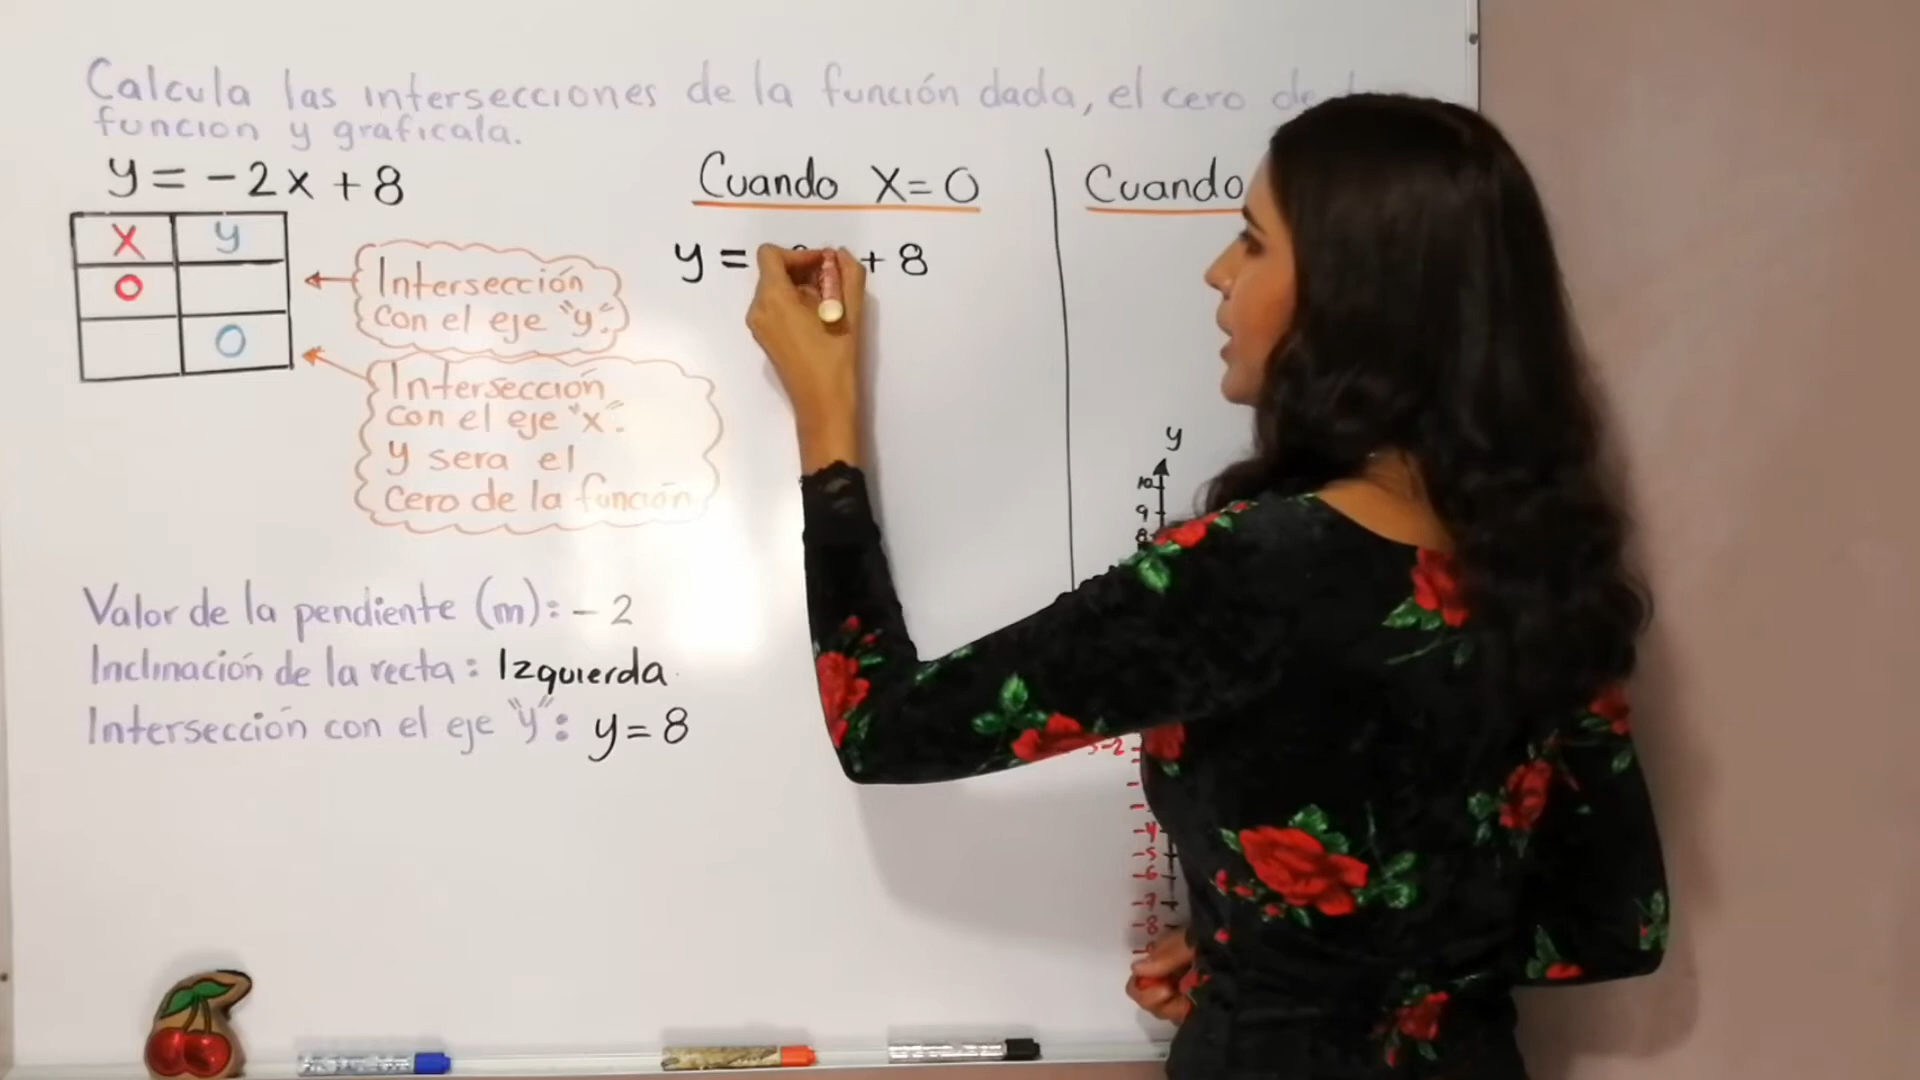 Calcula las intersecciones de la función dada, el cero de
funcion y graficala.
y = -2x + 8
Cuando X=0
Cuando
X y
0
0
Intersección
con el eje "y".
Intersección
con el eje "x".
y sera el
cero de la función
y = + 8
Valor de la pendiente (m): - 2
Inclinación de la recta: Izquierda.
Intersección con el eje "y": y = 8
y
10
9
8
-2
-4
-5
-6
-7
-8